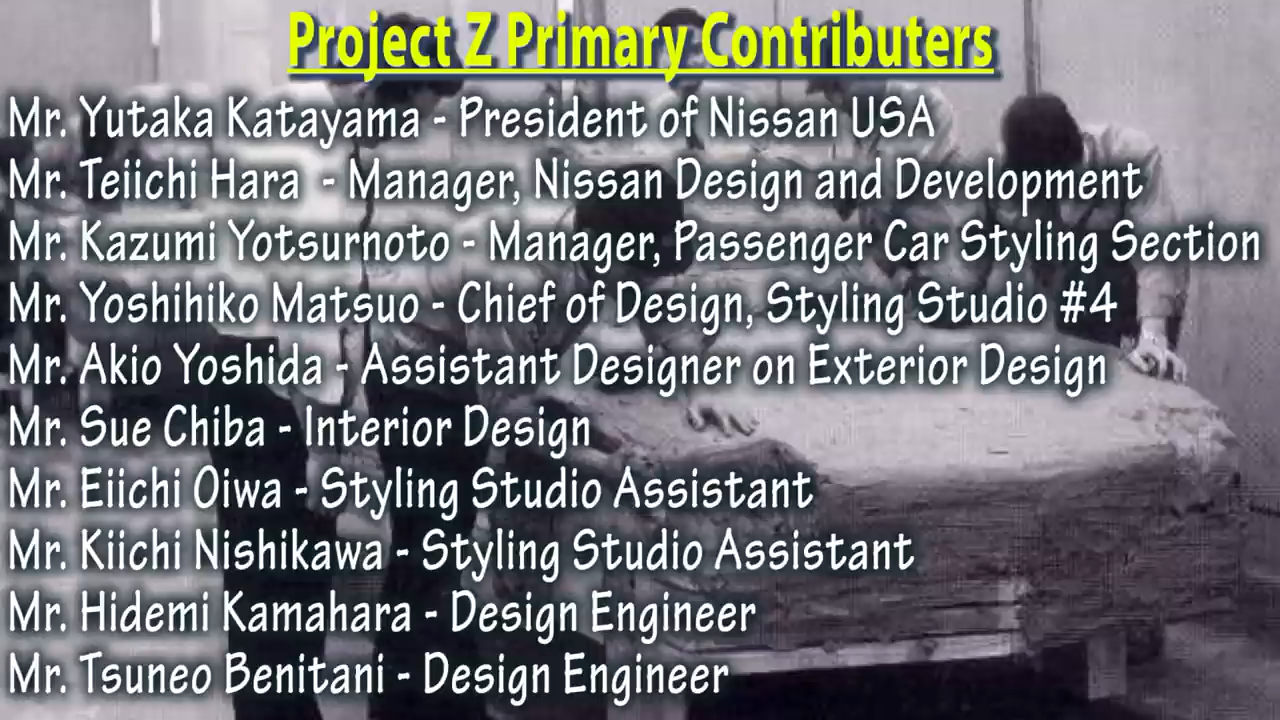 Project Z Primary Contributers
Mr. Yutaka Katayama - President of Nissan USA
Mr. Teiichi Hara - Manager, Nissan Design and Development
Mr. Kazumi Yotsurnoto - Manager, Passenger Car Styling Section
Mr. Yoshihiko Matsuo - Chief of Design, Styling Studio #4
Mr. Akio Yoshida - Assistant Designer on Exterior Design
Mr. Sue Chiba - Interior Design
Mr. Eiichi Oiwa - Styling Studio Assistant
Mr. Kiichi Nishikawa - Styling Studio Assistant
Mr. Hidemi Kamahara - Design Engineer
Mr. Tsuneo Benitani - Design Engineer